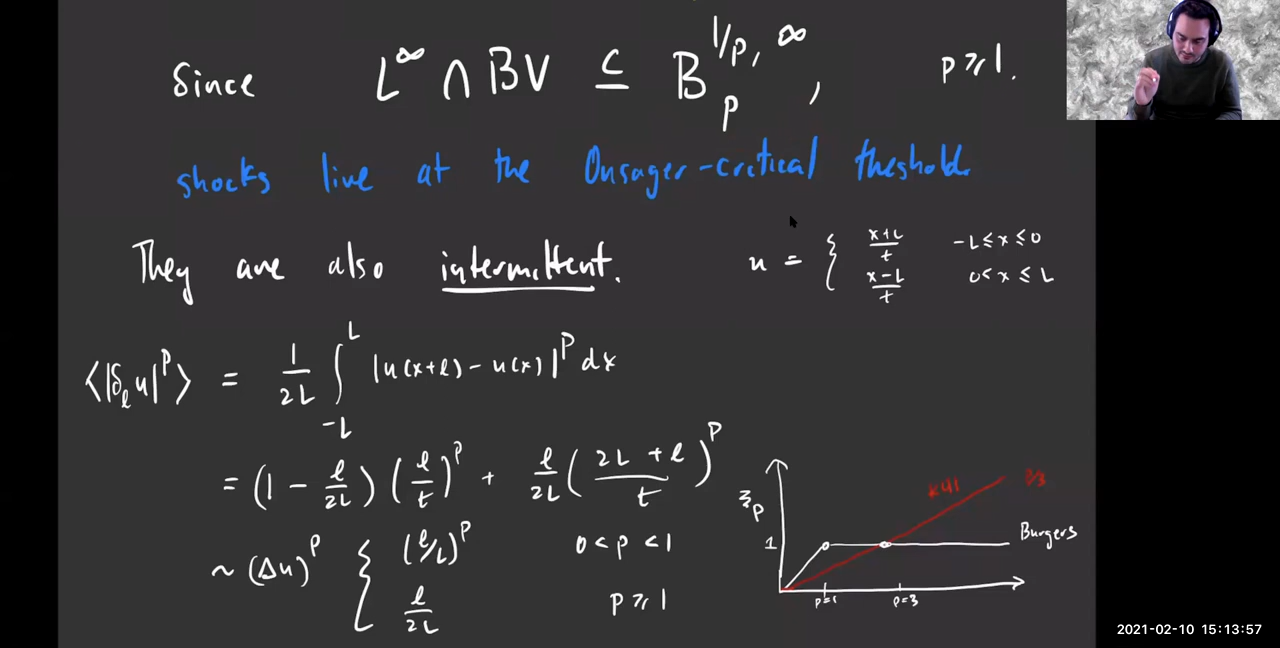 Since L^∞ ∩ BV ⊆ B_p^{1/p, ∞}, p ≥ 1.
shocks live at the Onsager-critical threshold.
They are also intermittent.
u = { (x+L)/t   -L ≤ x ≤ 0
(x-L)/t   0 < x ≤ L
⟨|δ_ℓ u|^p⟩ = 1/2L ∫_{-L}^{L} |u(x+ℓ) - u(x)|^p dx
= (1 - ℓ/2L) (ℓ/t)^p + ℓ/2L ((2L + ℓ)/t)^p
~ (Δu)^p { (ℓ/L)^p   0 < p < 1
ℓ/2L   p ≥ 1
K41 p/3
ξ_p
1 Burgers
p=1 p=3
2021-02-10 15:13:57